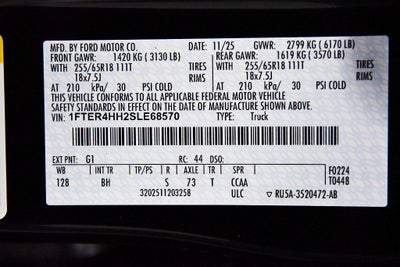 MFD. BY FORD MOTOR CO. 11/25 GVWR: 2799 KG ( 6170 LB)
FRONT GAWR: 1420 KG ( 3130 LB) REAR GAWR: 1619 KG ( 3570 LB)
255/65R18 111T TIRES 255/65R18 111T TIRES
18x7.5J RIMS 18x7.5J RIMS
AT 210 kPa/ 30 PSI COLD AT 210 kPa/ 30 PSI COLD
THIS VEHICLE CONFORMS TO ALL APPLICABLE FEDERAL MOTOR VEHICLE
SAFETY STANDARDS IN EFFECT ON THE DATE OF MANUFACTURE SHOWN ABOVE.
VIN: 1FTER4HH2SLE68570 TYPE: Truck
EXT PNT: G1 RC: 44 DSO:
WB INT TR TP/PS R AXLE TR SPR F0224
128 BH S 73 T CCAA T0448
3202511203258 ULC RU5A-3520472-AB